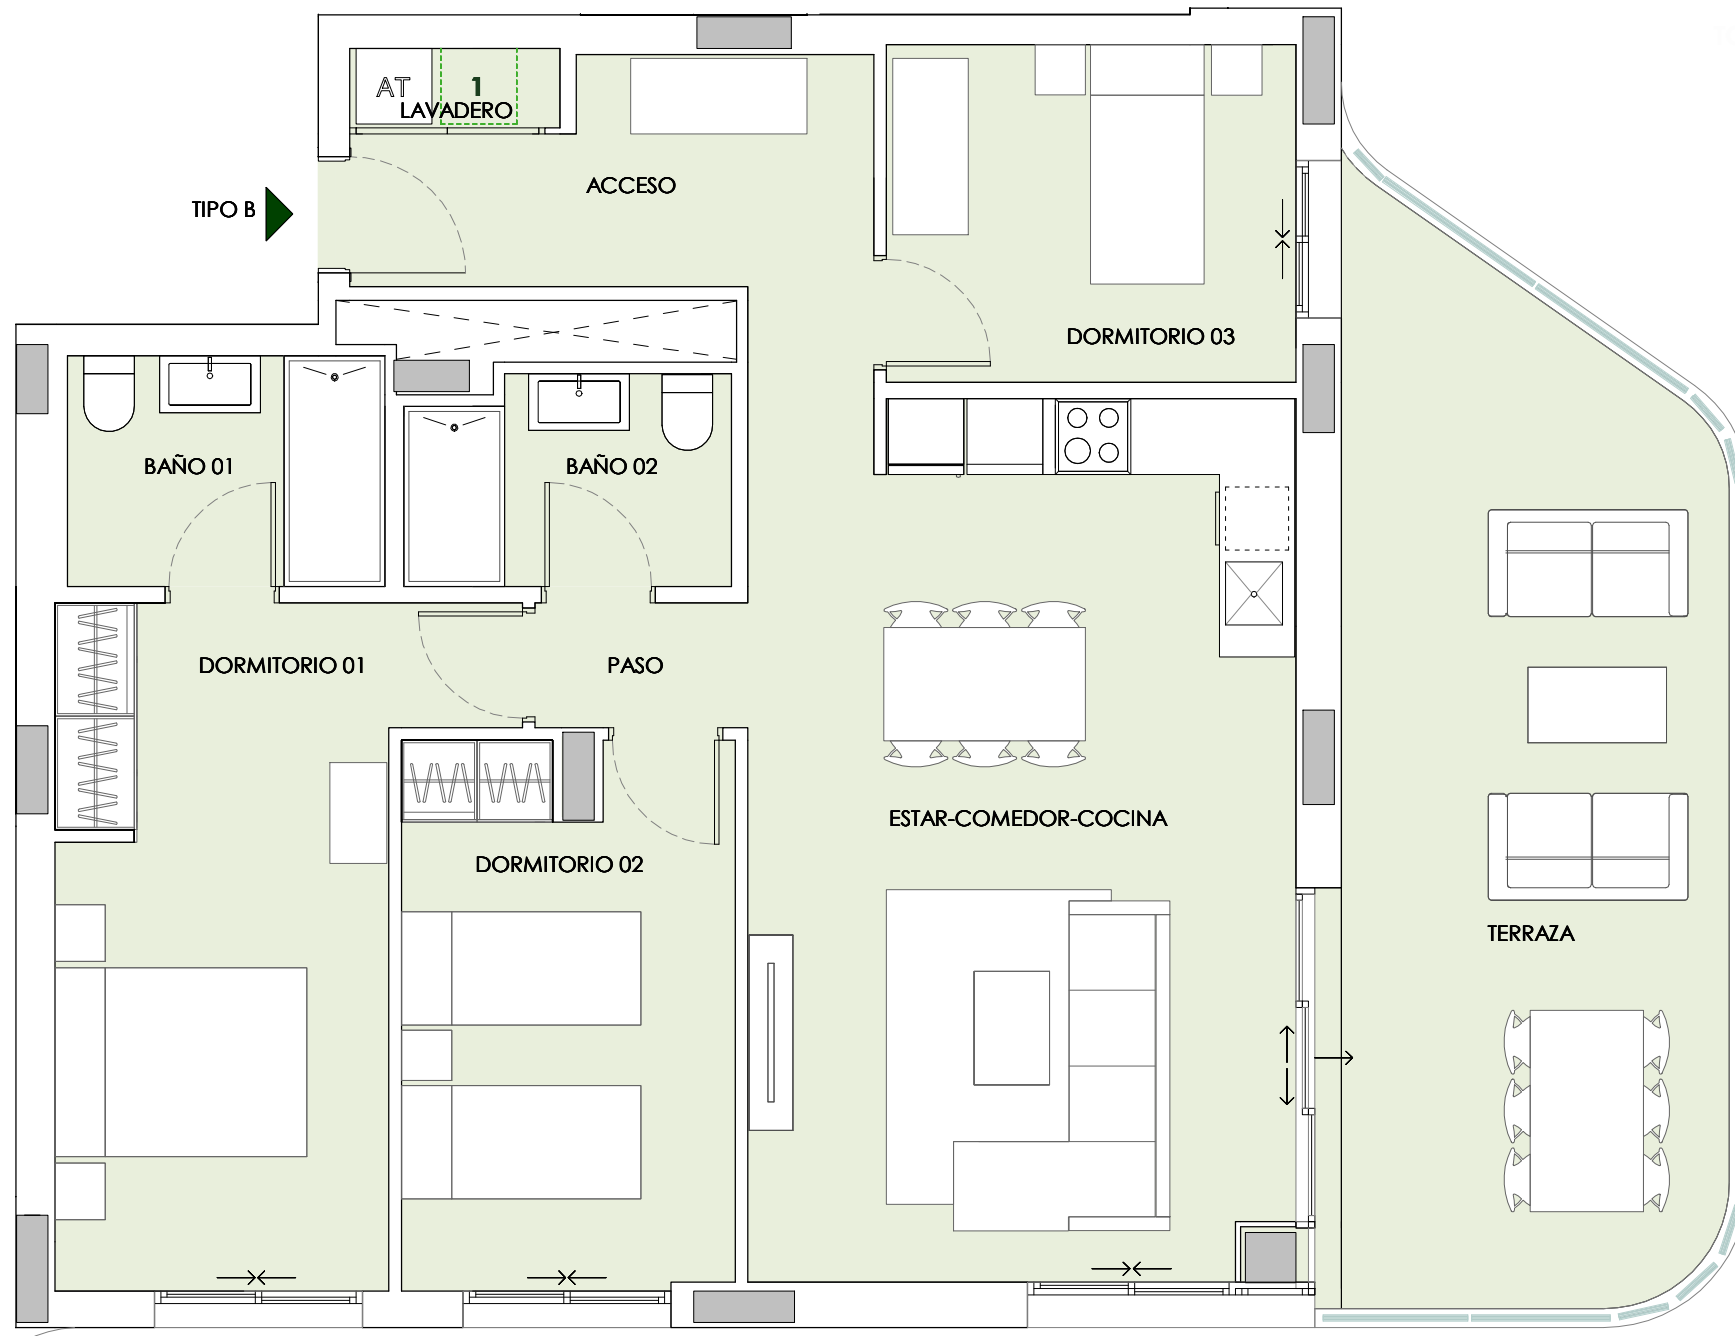 AT
1
LAVADERO
ACCESO
TIPO B
DORMITORIO 03
BAÑO 01
BAÑO 02
DORMITORIO 01
PASO
ESTAR-COMEDOR-COCINA
DORMITORIO 02
TERRAZA